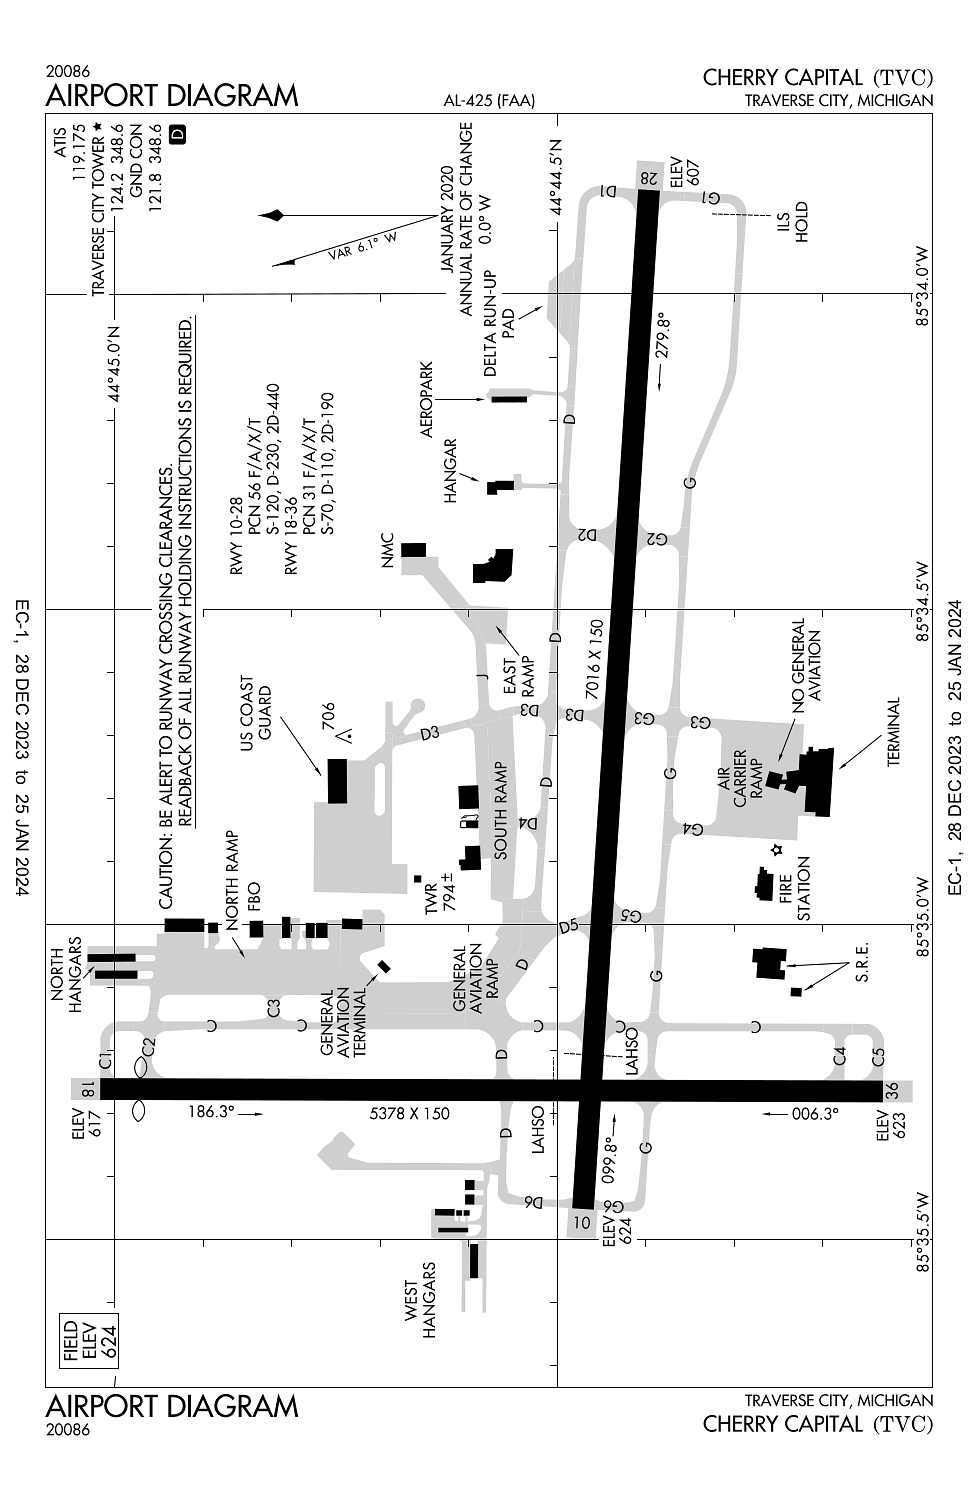 20086
AIRPORT DIAGRAM
AL-425 (FAA)
CHERRY CAPITAL (TVC)
TRAVERSE CITY, MICHIGAN
ATIS
119.175
TRAVERSE CITY TOWER ★
124.2 348.6
GND CON
121.8 348.6
D
JANUARY 2020
ANNUAL RATE OF CHANGE
0.0° W
VAR 6.1° W
44°44.5'N
44°45.0'N
85°34.0'W
85°34.5'W
85°35.0'W
85°35.5'W
CAUTION: BE ALERT TO RUNWAY CROSSING CLEARANCES.
READBACK OF ALL RUNWAY HOLDING INSTRUCTIONS IS REQUIRED.
RWY 10-28
PCN 56 F/A/X/T
S-120, D-230, 2D-440
RWY 18-36
PCN 31 F/A/X/T
S-70, D-110, 2D-190
D1
28
ELEV
607
G1
ILS
HOLD
DELTA RUN-UP
PAD
279.8°
AEROPARK
D
HANGAR
G
NMC
D2
G2
D
7016 X 150
EAST
RAMP
J
NO GENERAL
AVIATION
US COAST
GUARD
706
D3
D3
D3
G3
G3
TERMINAL
AIR
CARRIER
RAMP
G
D
SOUTH RAMP
D4
G4
TWR
794±
FIRE
STATION
NORTH RAMP
FBO
D5
G5
NORTH
HANGARS
GENERAL
AVIATION
RAMP
D
G
S.R.E.
GENERAL
AVIATION
TERMINAL
C3
C
C
C
C
C
C1
C2
D
LAHSO
C4
C5
18
ELEV
617
186.3°
5378 X 150
LAHSO
006.3°
36
ELEV
623
D
099.8°
G
D6
G6
10
ELEV
624
WEST
HANGARS
FIELD
ELEV
624
EC-1, 28 DEC 2023 to 25 JAN 2024
EC-1, 28 DEC 2023 to 25 JAN 2024
AIRPORT DIAGRAM
20086
TRAVERSE CITY, MICHIGAN
CHERRY CAPITAL (TVC)